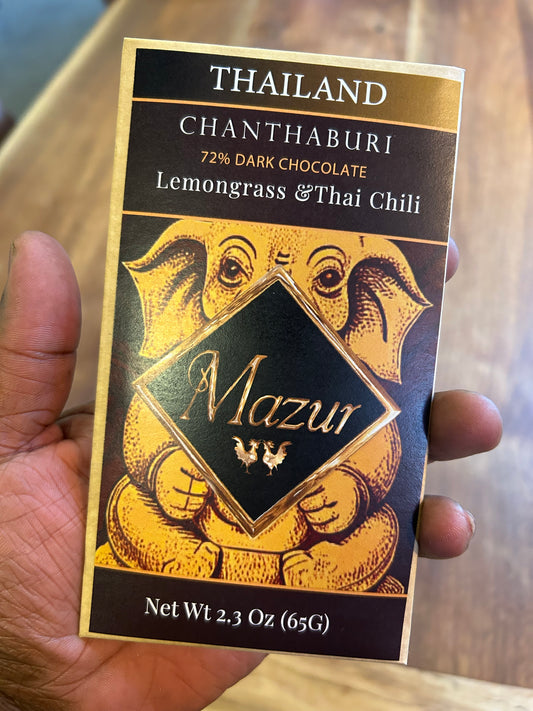 THAILAND
CHANTHABURI
72% DARK CHOCOLATE
Lemongrass &Thai Chili
Mazur
Net Wt 2.3 Oz (65G)